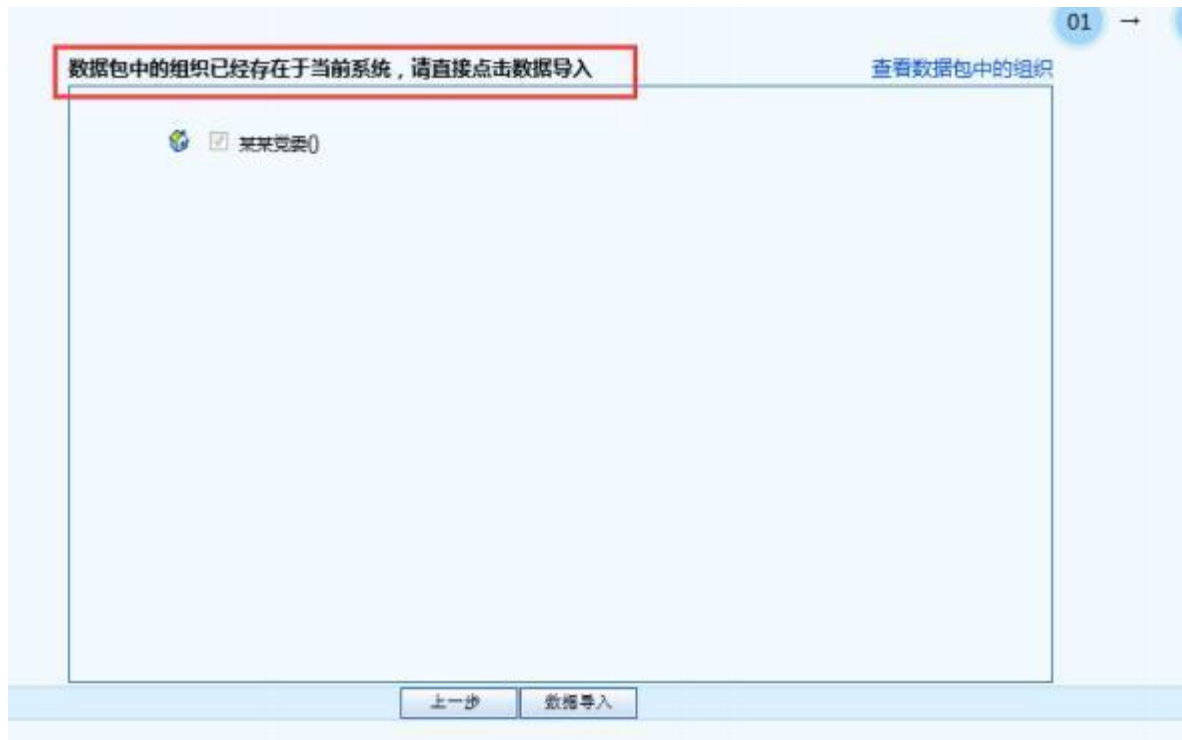 01 →
数据包中的组织已经存在于当前系统，请直接点击数据导入
查看数据包中的组织
某某党委()
上一步
数据导入